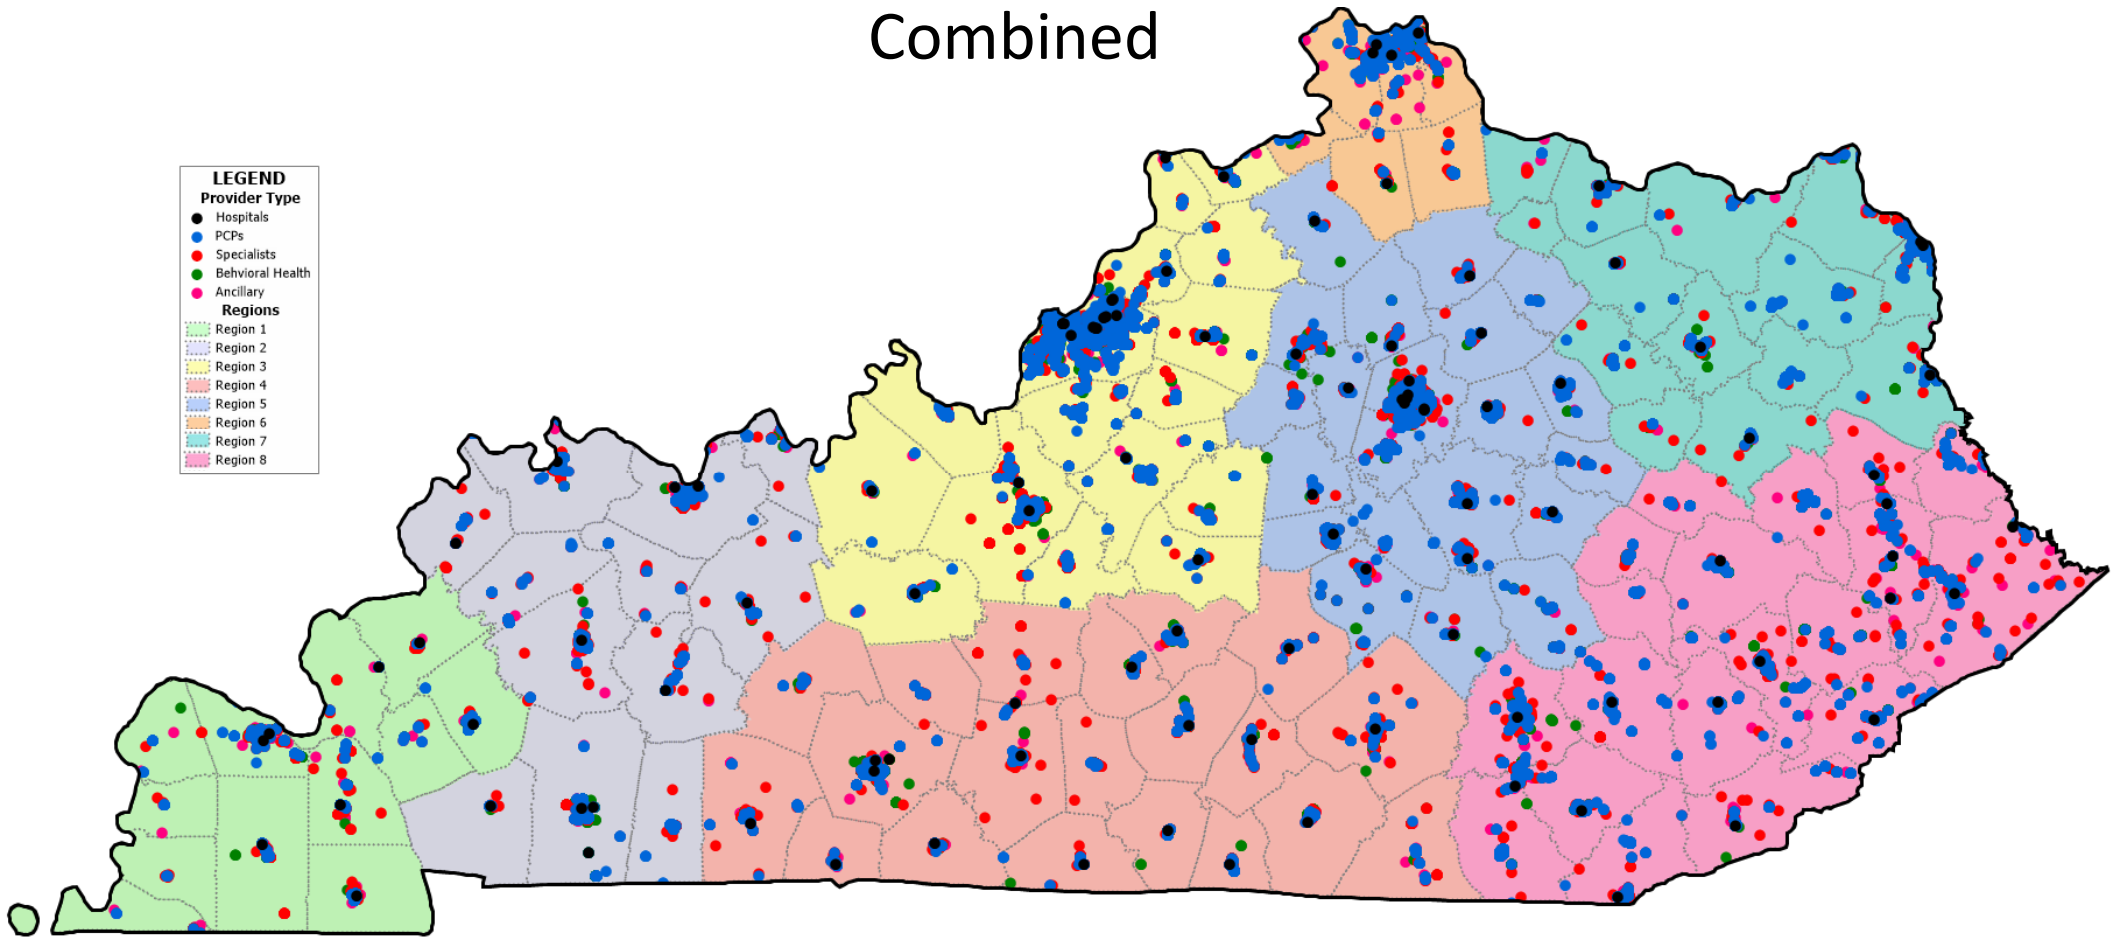 Combined
LEGEND
Provider Type
Hospitals
PCPs
Specialists
Behvioral Health
Ancillary
Regions
Region 1
Region 2
Region 3
Region 4
Region 5
Region 6
Region 7
Region 8